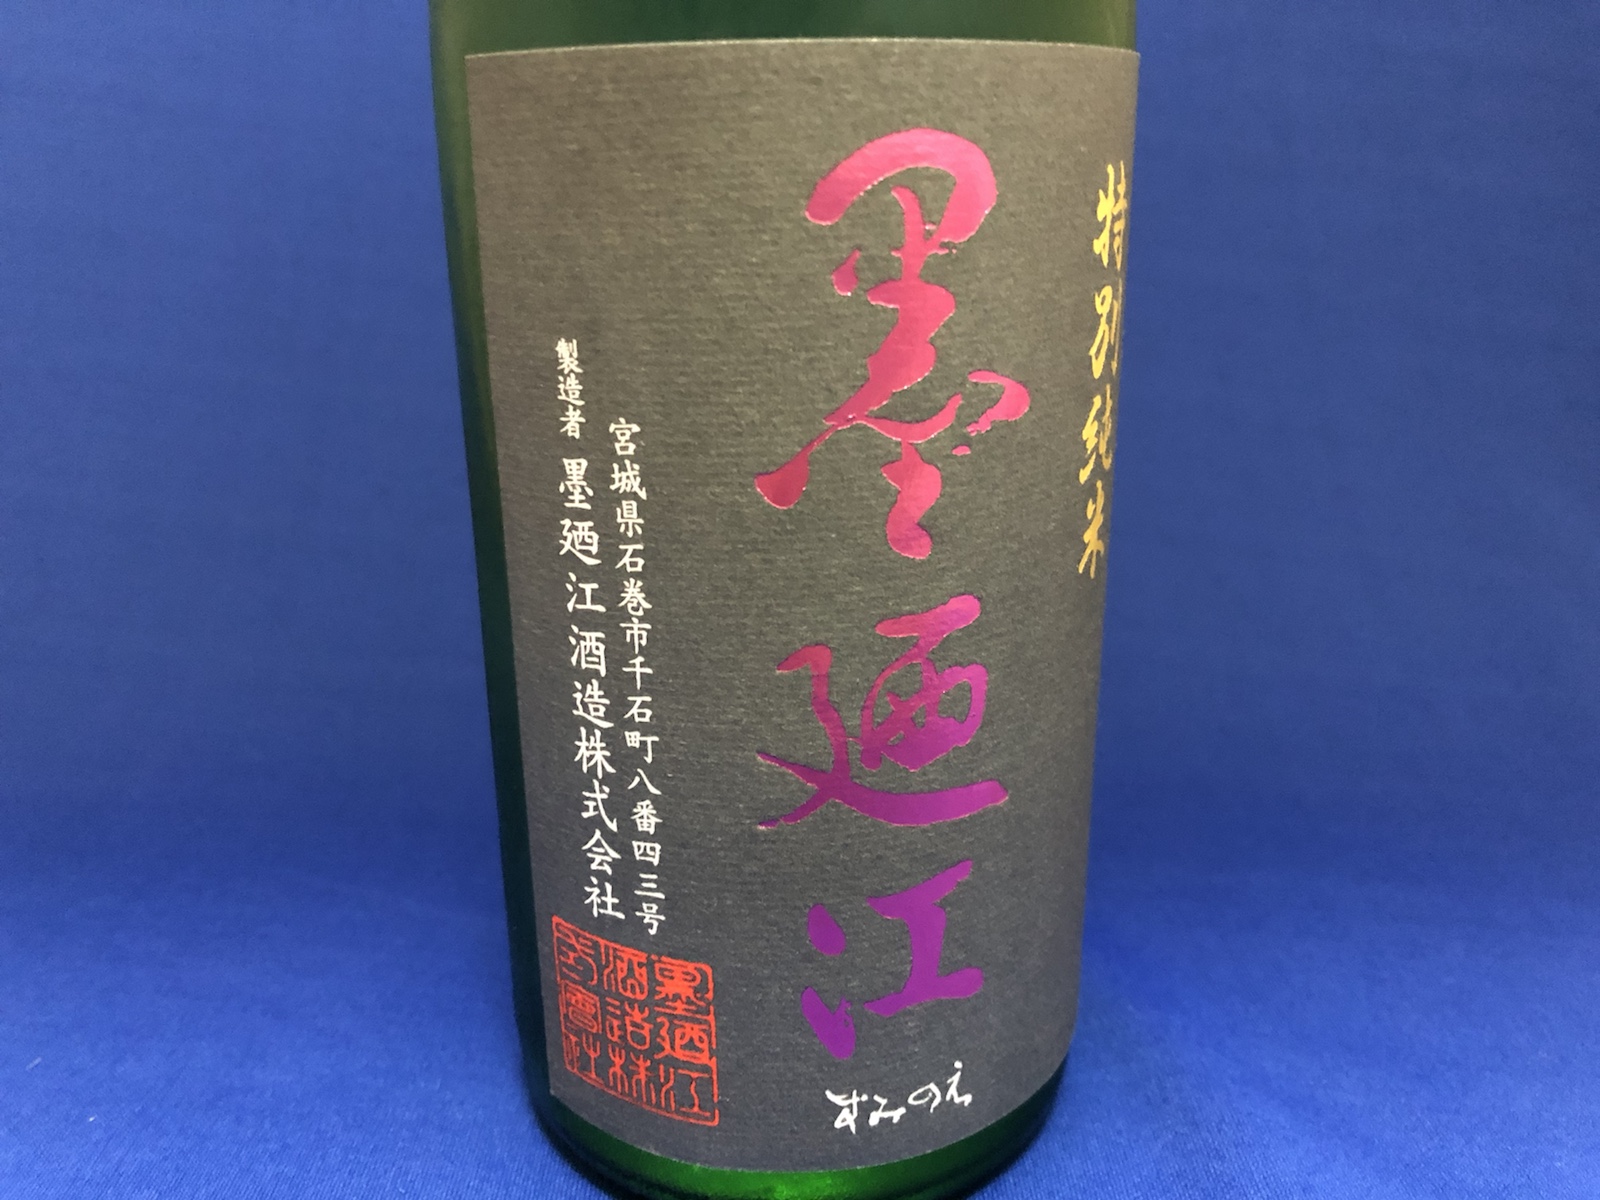 特別純米
墨廼江
すみのえ
宮城県石巻市千石町八番四三号
製造者 墨廼江酒造株式会社
墨廼江
酒造株
式會社